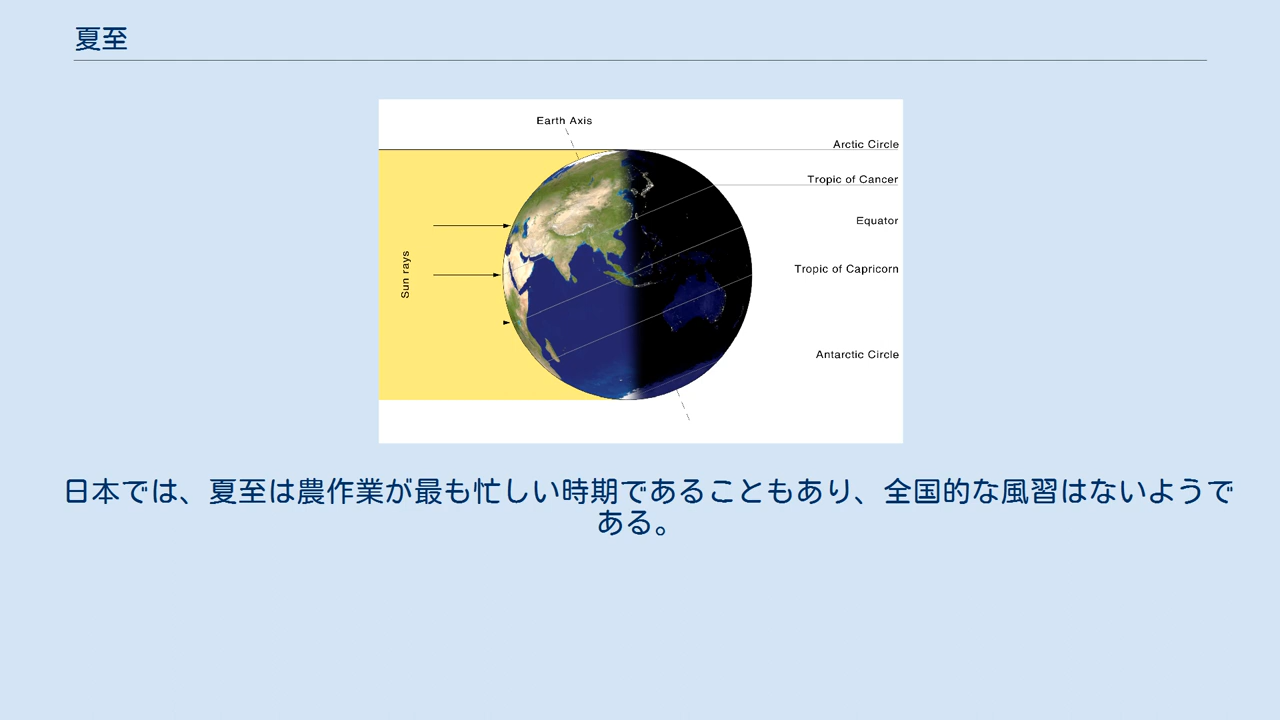 夏至
Earth Axis
Arctic Circle
Tropic of Cancer
Equator
Sun rays
Tropic of Capricorn
Antarctic Circle
日本では、夏至は農作業が最も忙しい時期であることもあり、全国的な風習はないようで
ある。